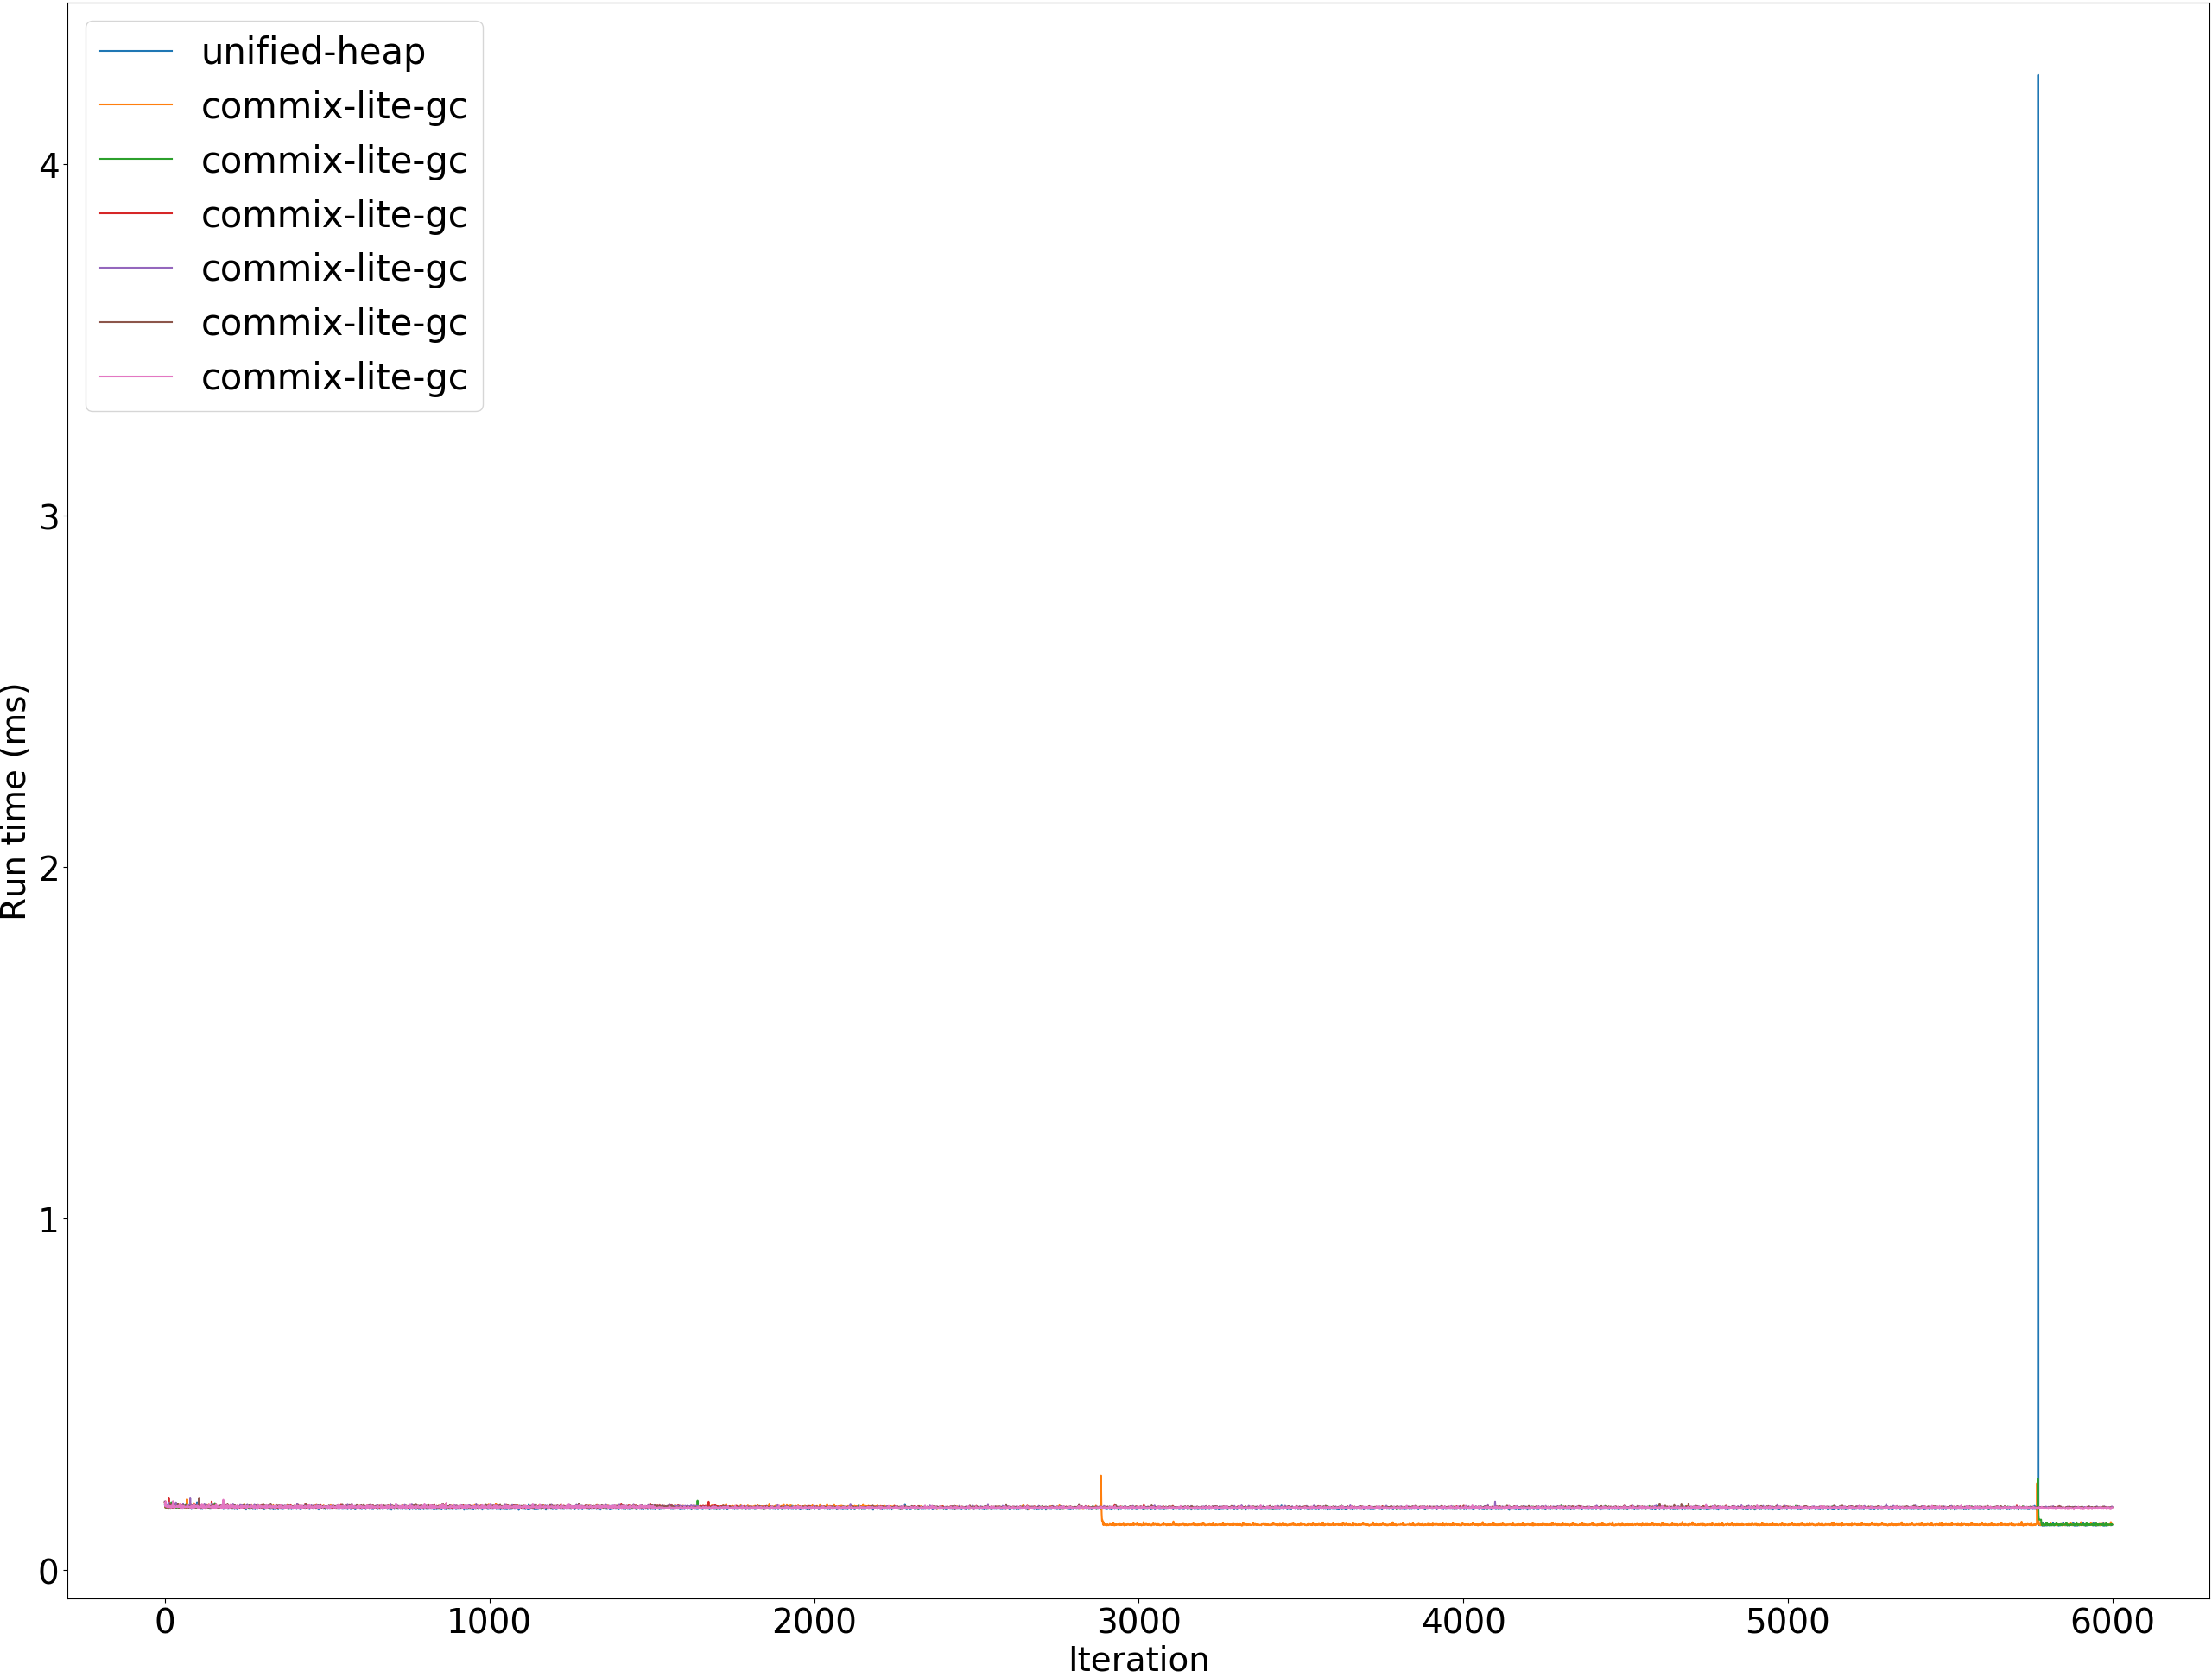 unified-heap
commix-lite-gc
commix-lite-gc
commix-lite-gc
commix-lite-gc
commix-lite-gc
commix-lite-gc
4
3
2
1
0
Run time (ms)
0 1000 2000 3000 4000 5000 6000
Iteration